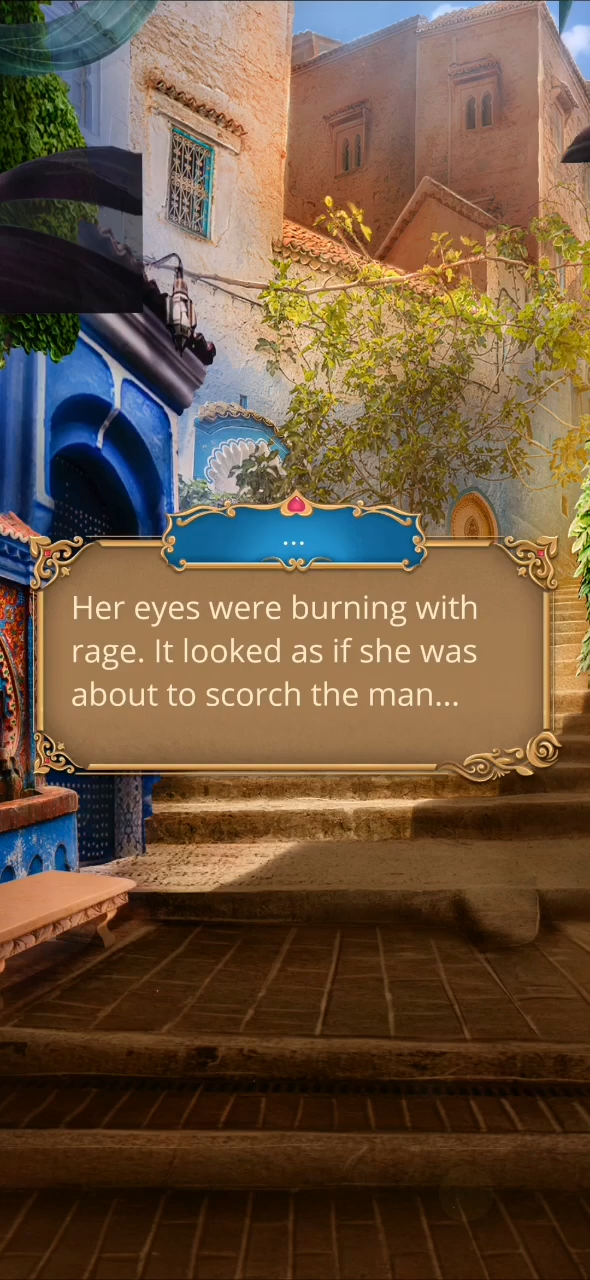 ...
Her eyes were burning with
rage. It looked as if she was
about to scorch the man...